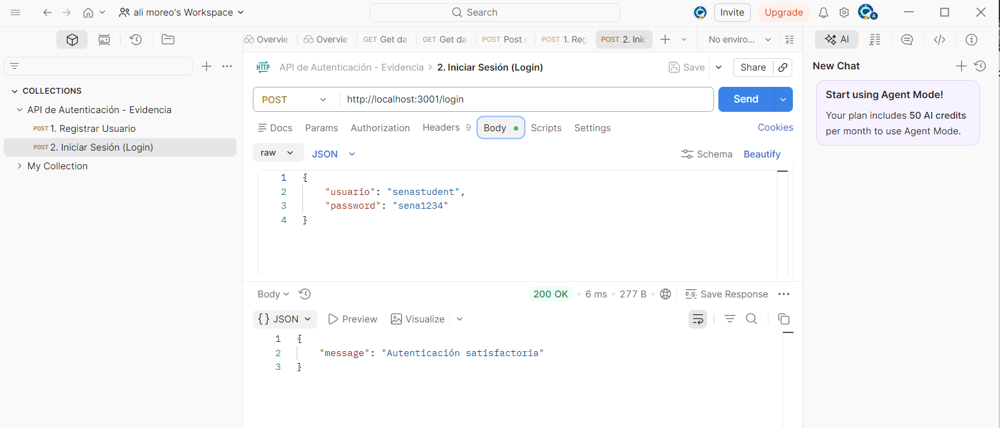 ali moreo's Workspace
Search
Invite
Upgrade
A
Overvie
Overvie
GET Get da
GET Get da
POST Post
POST 1. Reg
POST 2. Inic
No enviro...
AI
COLLECTIONS
API de Autenticación - Evidencia
POST 1. Registrar Usuario
POST 2. Iniciar Sesión (Login)
My Collection
HTTP
API de Autenticación - Evidencia > 2. Iniciar Sesión (Login)
Save
Share
POST
http://localhost:3001/login
Send
Docs
Params
Authorization
Headers 9
Body
Scripts
Settings
Cookies
raw
JSON
Schema
Beautify
1 {
2 "usuario": "senastudent",
3 "password": "sena1234"
4 }
Body
200 OK
6 ms
277 B
e.g. Save Response
{} JSON
Preview
Visualize
1 {
2 "message": "Autenticación satisfactoria"
3 }
New Chat
Start using Agent Mode!
Your plan includes 50 AI credits
per month to use Agent Mode.